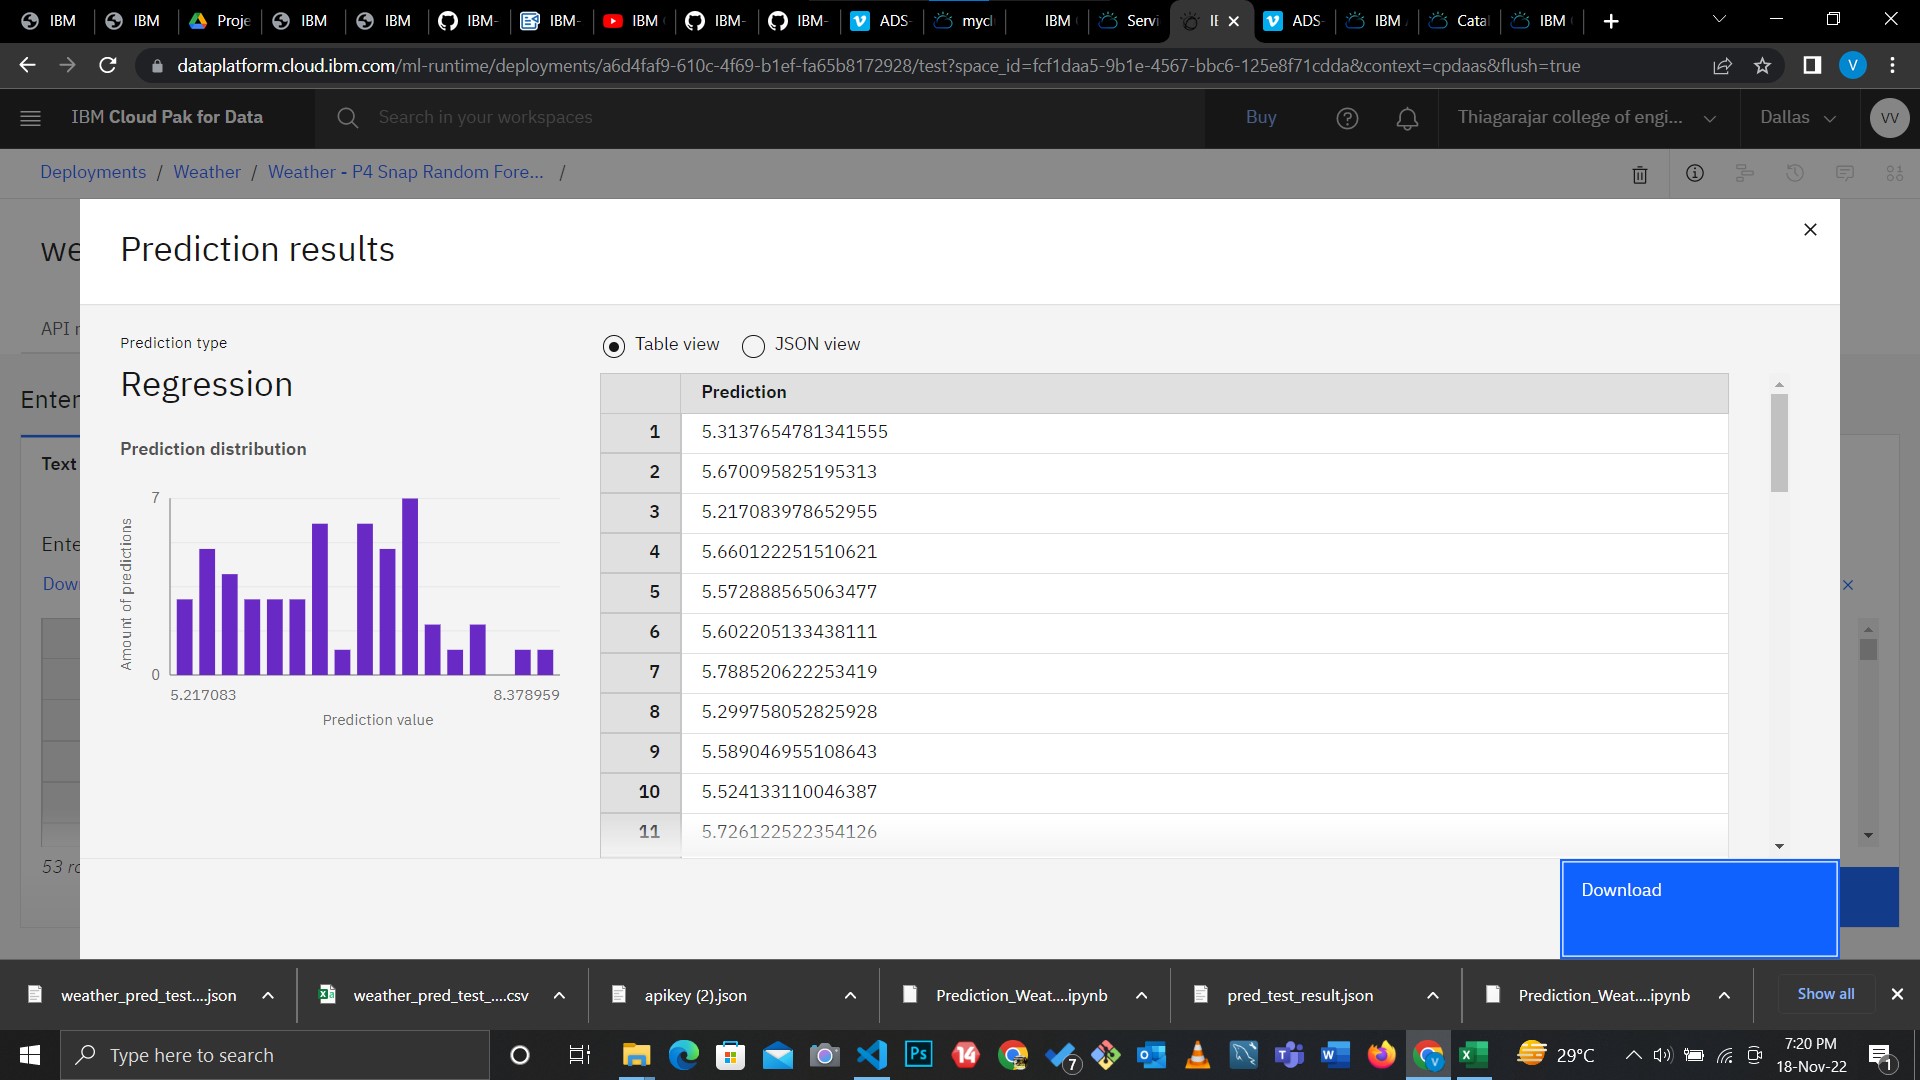 IBM
IBM
Proje
IBM
IBM
IBM-
IBM-
IBM
IBM-
IBM-
ADS-
mycl
IBM
Servi
IE
ADS-
IBM
Catal
IBM
dataplatform.cloud.ibm.com/ml-runtime/deployments/a6d4faf9-610c-4f69-b1ef-fa65b8172928/test?space_id=fcf1daa5-9b1e-4567-bbc6-125e8f71cdda&context=cpdaas&flush=true
V
IBM Cloud Pak for Data
Search in your workspaces
Buy
Thiagarajar college of engi...
Dallas
VV
Deployments / Weather / Weather - P4 Snap Random Fore... /
we
Prediction results
API r
Prediction type
Regression
Table view
JSON view
Enter
Text
Ente
Dow
53 ro
Prediction distribution
7
0
Amount of predictions
5.217083
8.378959
Prediction value
Prediction
1 5.3137654781341555
2 5.670095825195313
3 5.217083978652955
4 5.660122251510621
5 5.572888565063477
6 5.602205133438111
7 5.788520622253419
8 5.299758052825928
9 5.589046955108643
10 5.524133110046387
11 5.726122522354126
Download
weather_pred_test....json
weather_pred_test_....csv
apikey (2).json
Prediction_Weat....ipynb
pred_test_result.json
Prediction_Weat....ipynb
Show all
Type here to search
Ps
14
7
29°C
7:20 PM
18-Nov-22
1